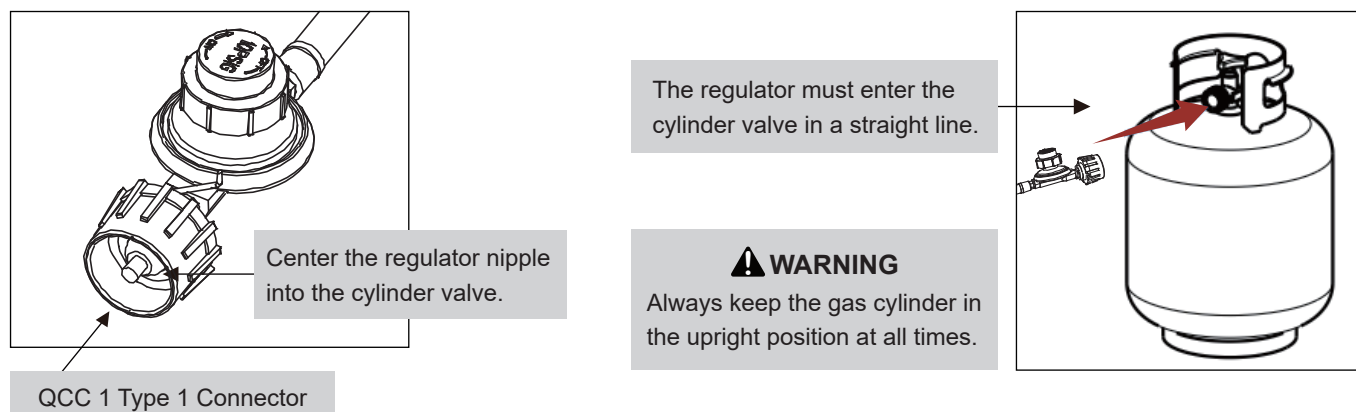 10PSIG
Center the regulator nipple
into the cylinder valve.
QCC 1 Type 1 Connector
The regulator must enter the
cylinder valve in a straight line.
WARNING
Always keep the gas cylinder in
the upright position at all times.